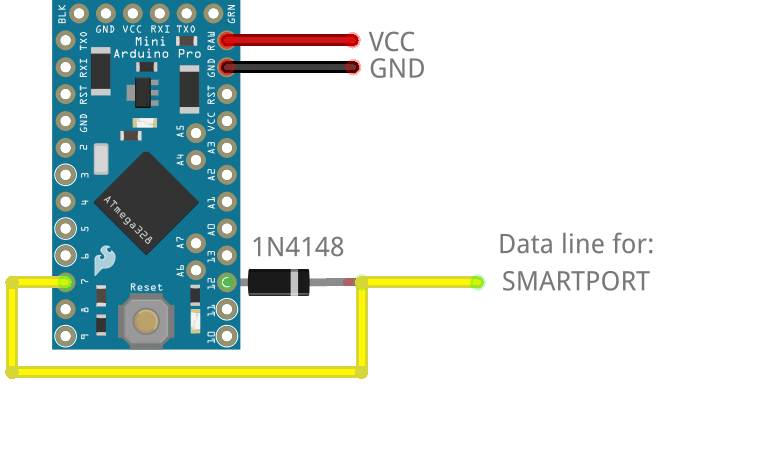 BLK
GRN
GND VCC RXI TXO
TXO
RXI
RST
GND
2
3
4
5
6
7
8
9
Mini
Arduino Pro
RAW
GND
RST
VCC
A3
A2
A1
A0
13
12
11
10
A5
A4
A7
A6
ATmega328
Reset
VCC
GND
1N4148
Data line for:
SMARTPORT